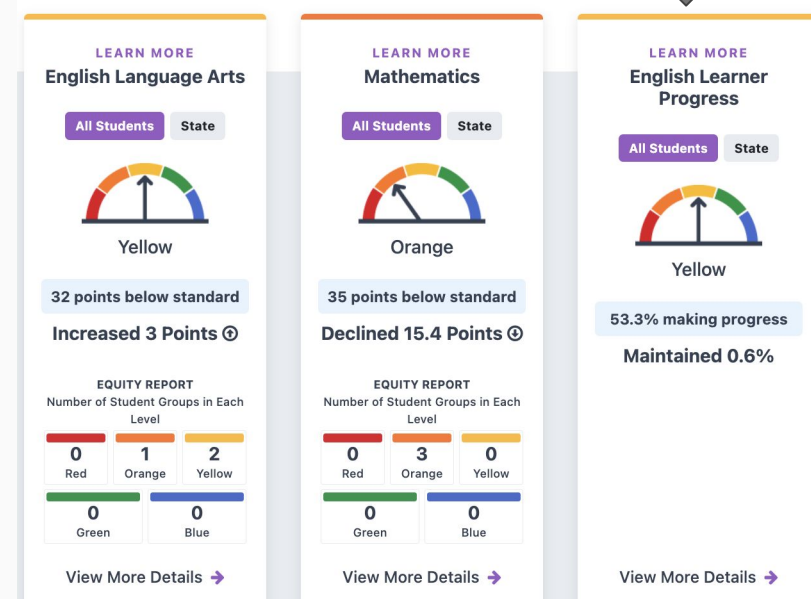 LEARN MORE
English Language Arts
All Students State
Yellow
32 points below standard
Increased 3 Points
EQUITY REPORT
Number of Student Groups in Each
Level
0 1 2
Red Orange Yellow
0 0
Green Blue
View More Details
LEARN MORE
Mathematics
All Students State
Orange
35 points below standard
Declined 15.4 Points
EQUITY REPORT
Number of Student Groups in Each
Level
0 3 0
Red Orange Yellow
0 0
Green Blue
View More Details
LEARN MORE
English Learner
Progress
All Students State
Yellow
53.3% making progress
Maintained 0.6%
View More Details